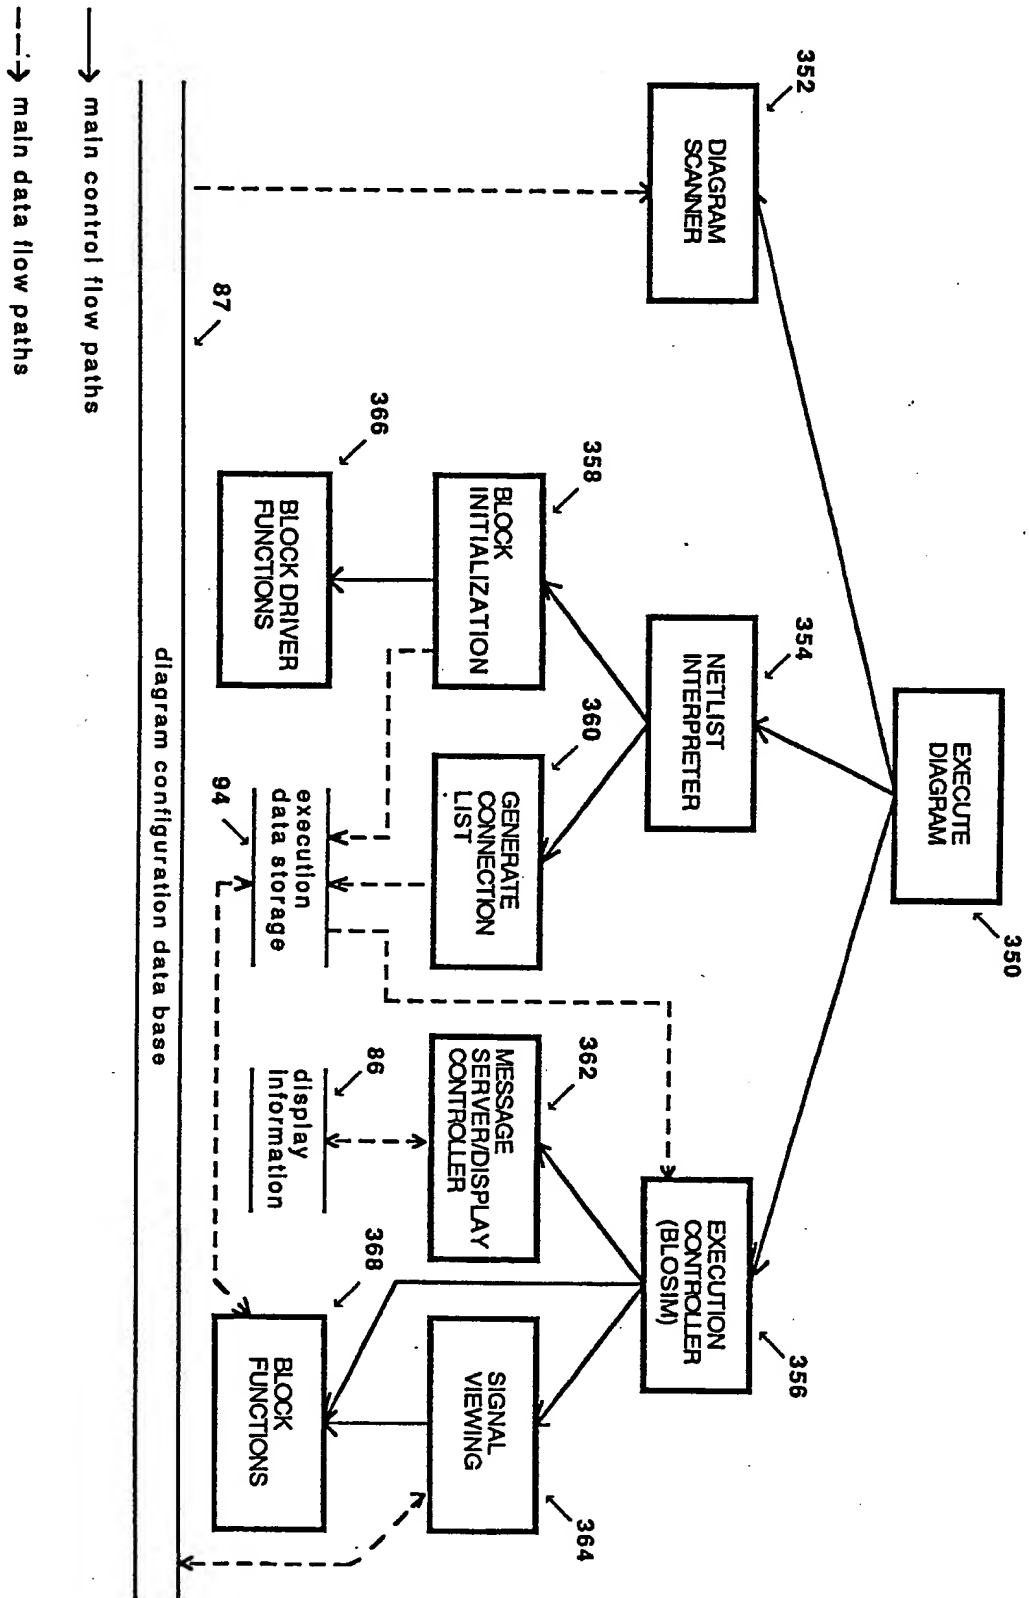 350
EXECUTE
DIAGRAM
352
DIAGRAM
SCANNER
354
NETLIST
INTERPRETER
356
EXECUTION
CONTROLLER
(BLOSIM)
358
BLOCK
INITIALIZATION
360
GENERATE
CONNECTION
LIST
362
MESSAGE
SERVER/DISPLAY
CONTROLLER
364
SIGNAL
VIEWING
366
BLOCK DRIVER
FUNCTIONS
execution
data storage
94
86
display
information
368
BLOCK
FUNCTIONS
87
diagram configuration data base
main control flow paths
main data flow paths